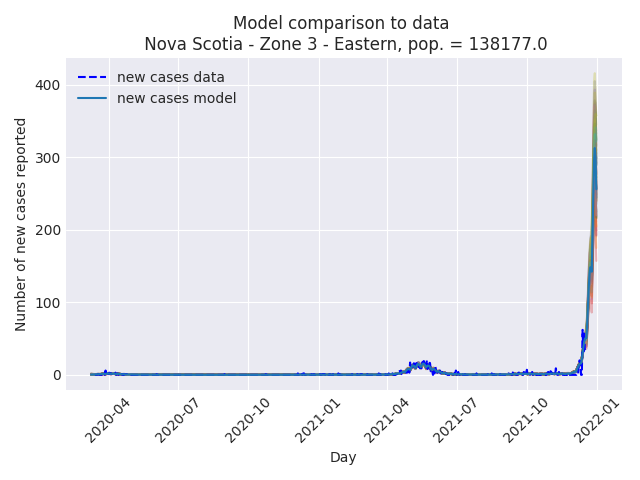 Model comparison to data
Nova Scotia - Zone 3 - Eastern, pop. = 138177.0
new cases data
new cases model
Number of new cases reported
400
300
200
100
0
2020-04
2020-07
2020-10
2021-01
2021-04
2021-07
2021-10
2022-01
Day